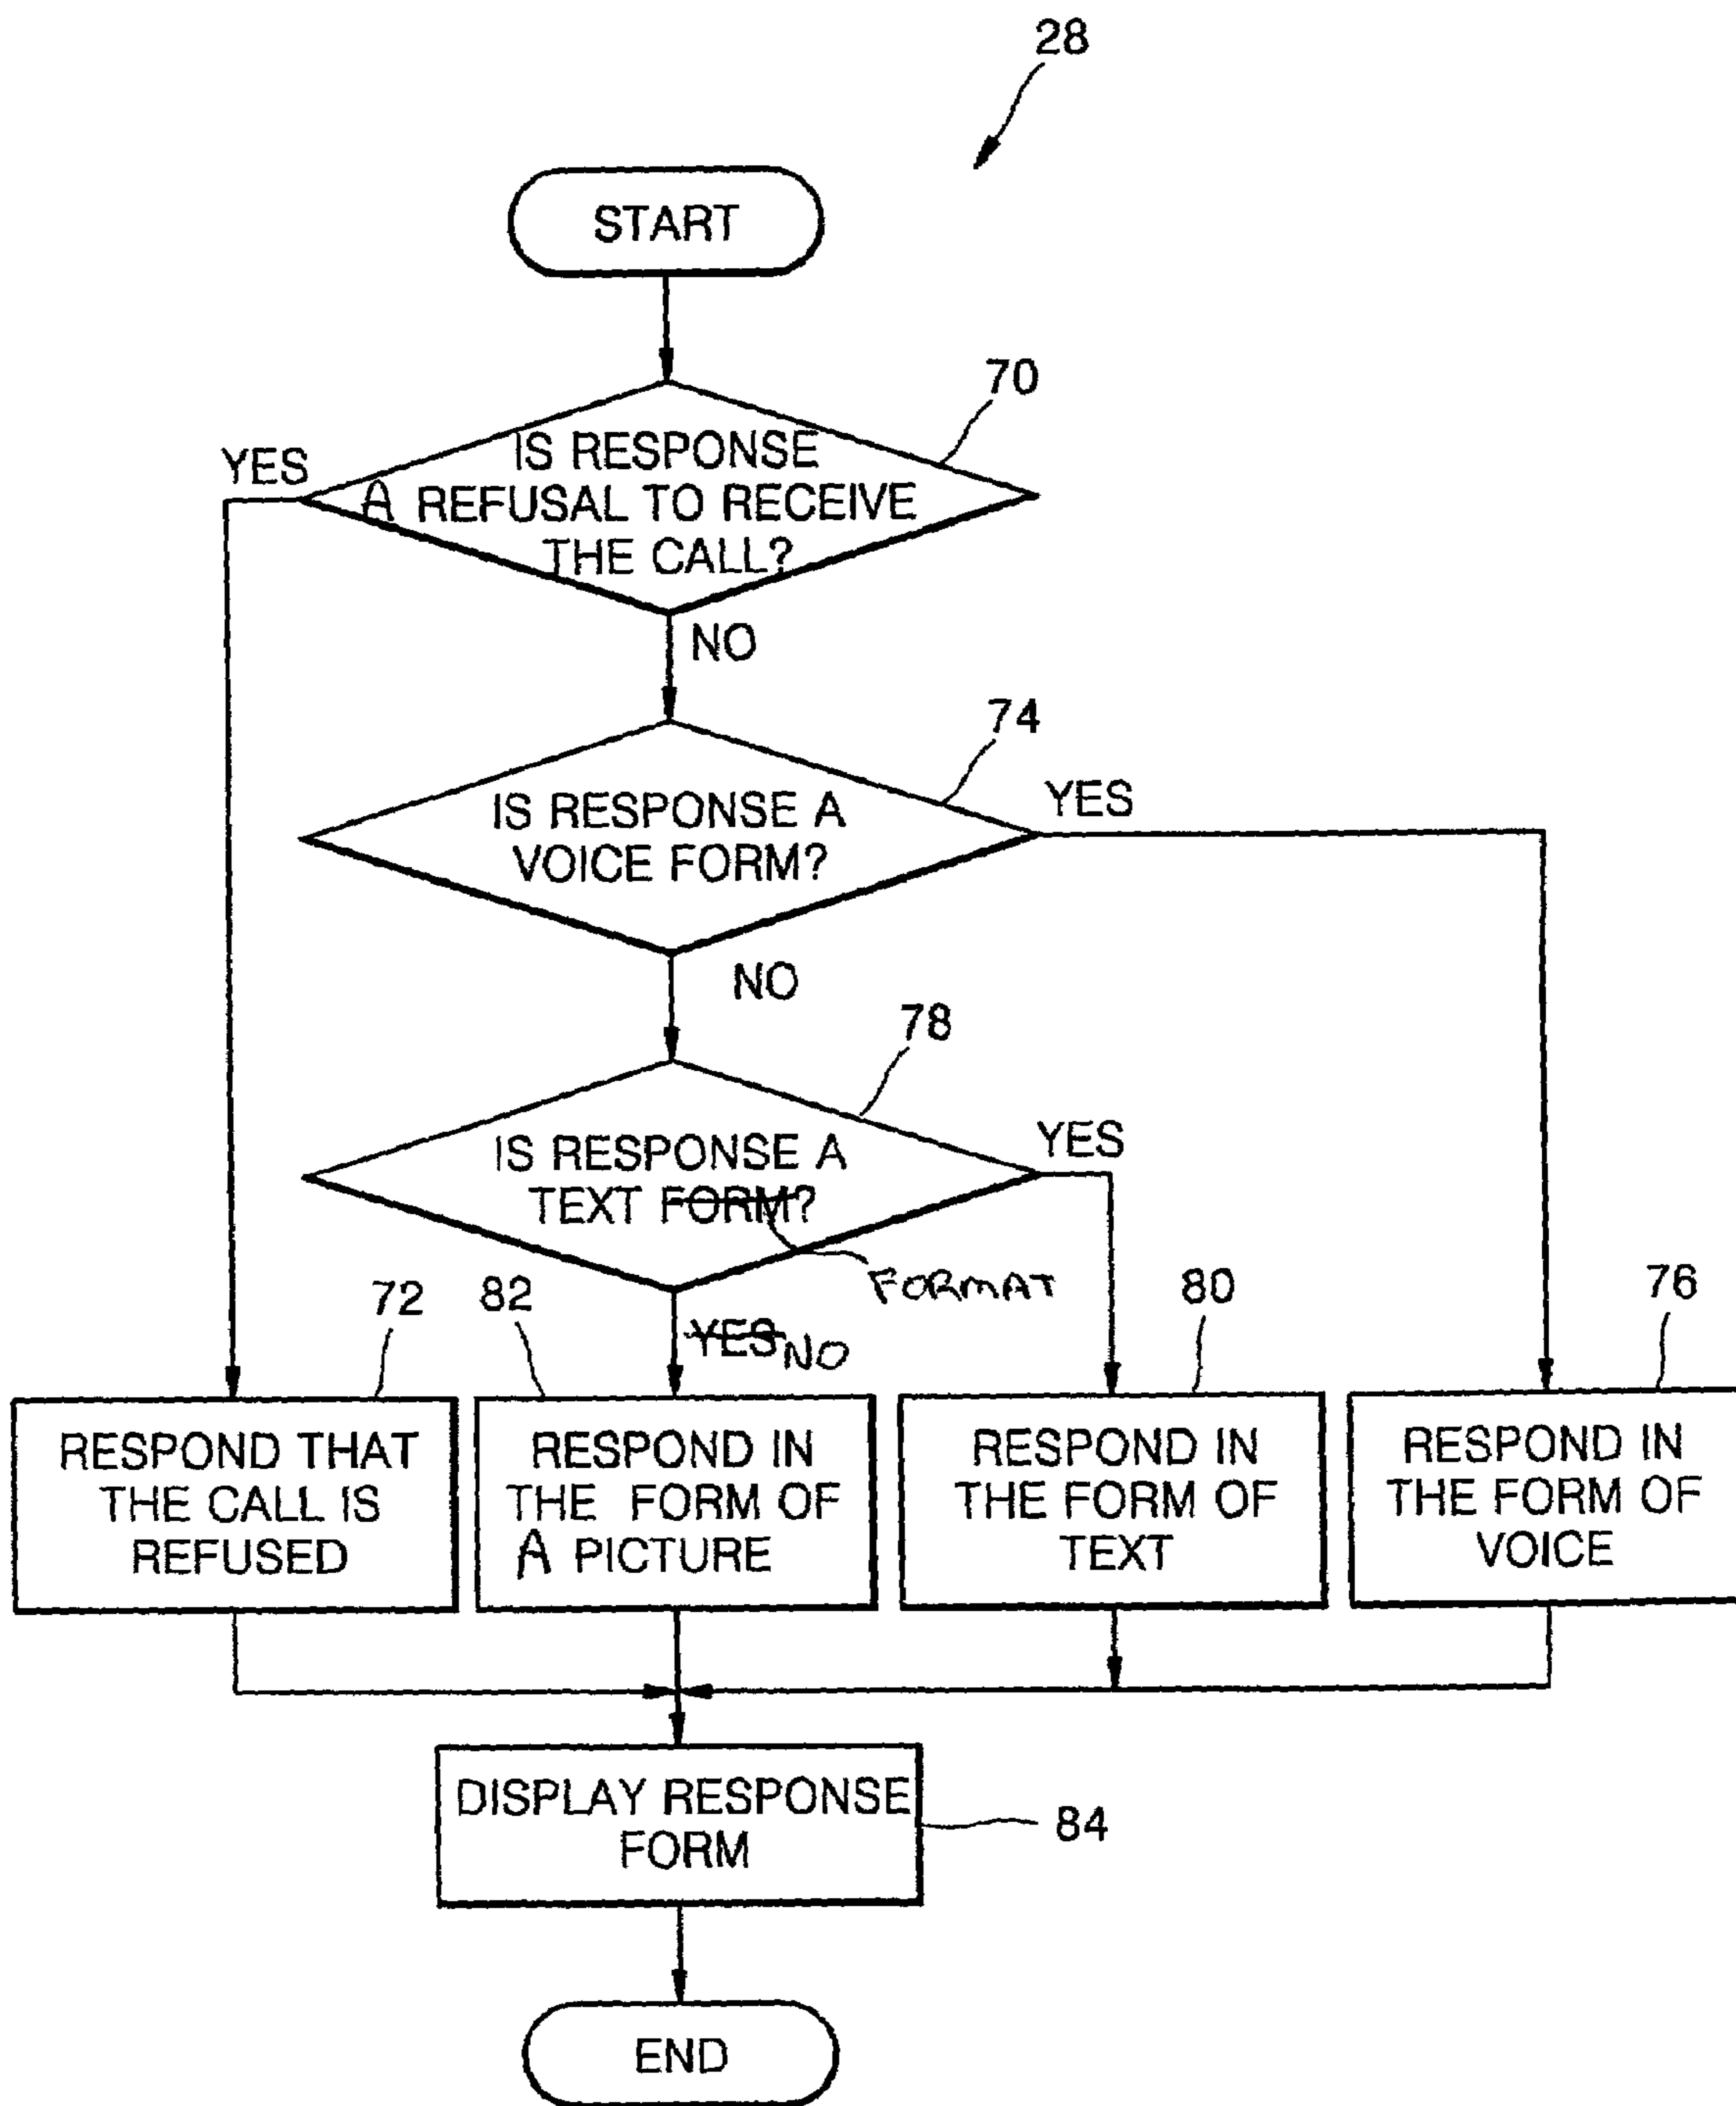 28
START
70
YES
IS RESPONSE
A REFUSAL TO RECEIVE
THE CALL?
NO
74
IS RESPONSE A
VOICE FORM?
YES
NO
78
IS RESPONSE A
TEXT FORM?
YES
FORMAT
72
82
80
76
YES NO
RESPOND THAT
THE CALL IS
REFUSED
RESPOND IN
THE FORM OF
A PICTURE
RESPOND IN
THE FORM OF
TEXT
RESPOND IN
THE FORM OF
VOICE
DISPLAY RESPONSE
FORM
84
END